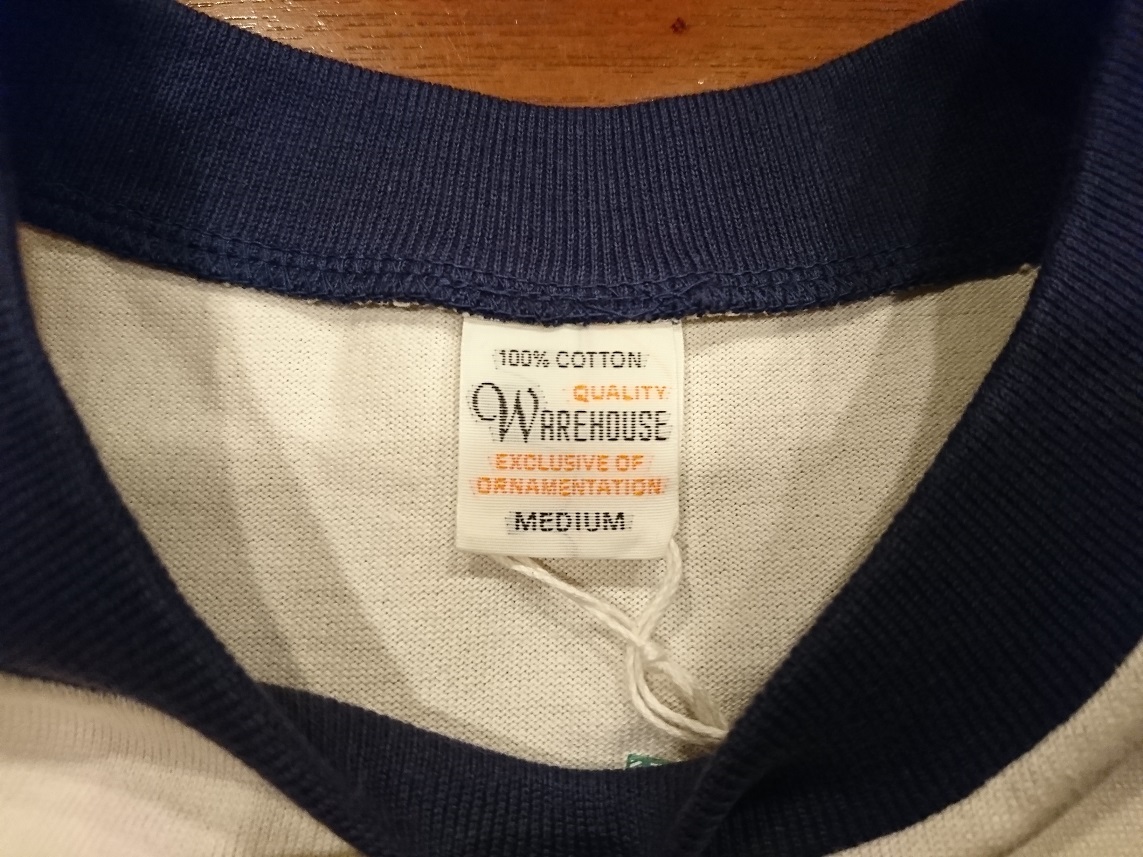 100% COTTON
QUALITY
WAREHOUSE
EXCLUSIVE OF
ORNAMENTATION
MEDIUM